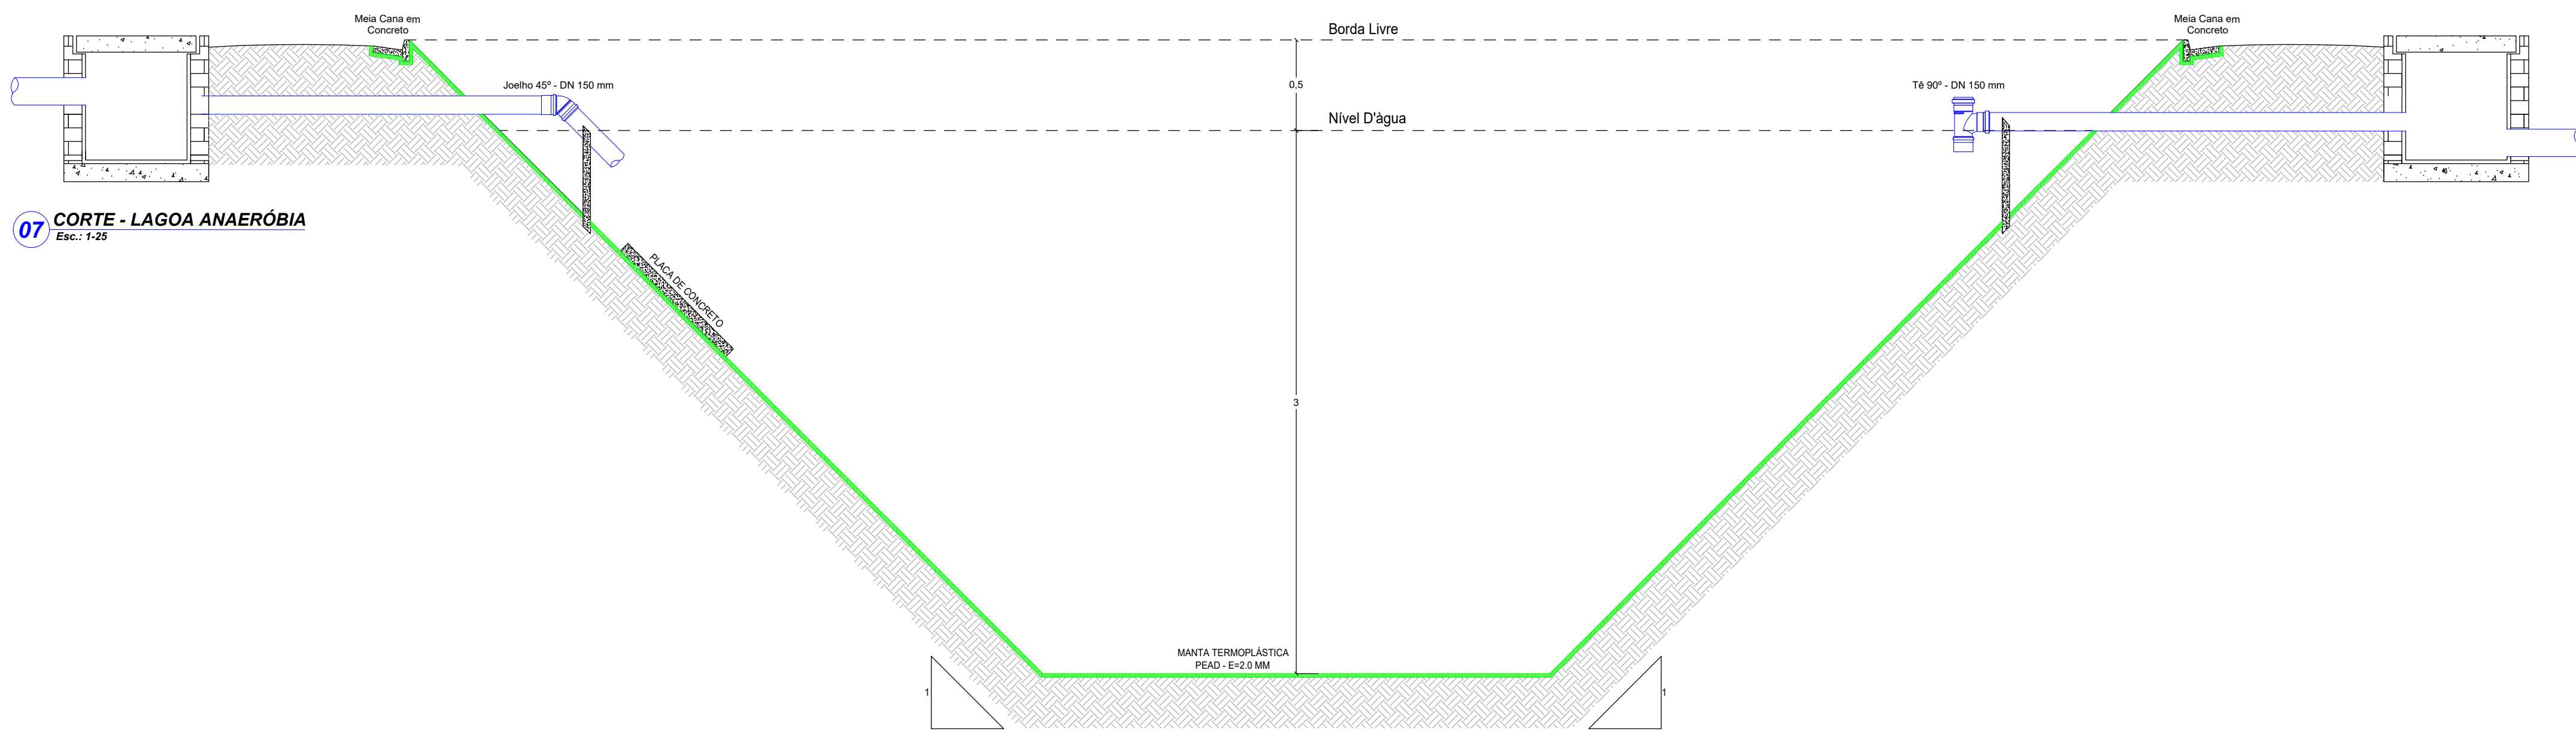 Meia Cana em
Concreto
Borda Livre
Meia Cana em
Concreto
Joelho 45º - DN 150 mm
0,5
Tê 90º - DN 150 mm
Nível D'àgua
07 CORTE - LAGOA ANAERÓBIA
Esc.: 1-25
PLACA DE CONCRETO
3
MANTA TERMOPLÁSTICA
PEAD - E=2.0 MM
1
1